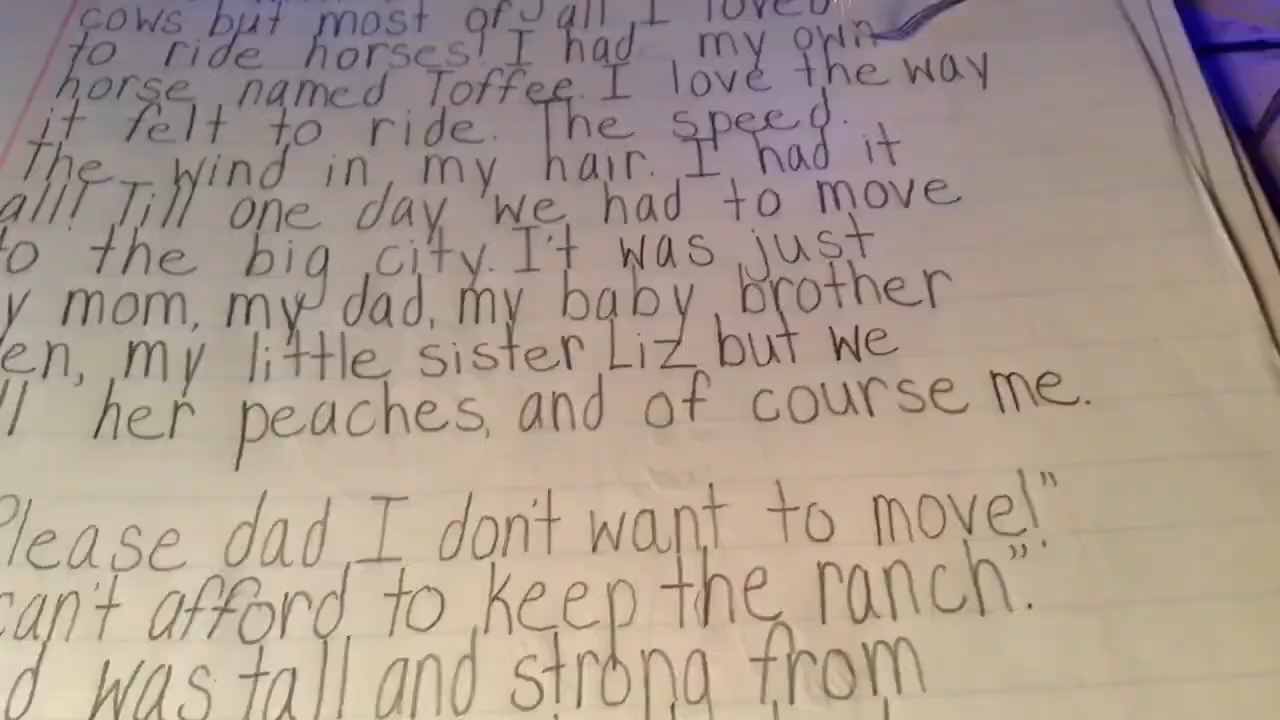 cows but most of all I loved
to ride horses! I had my own
horse named Toffee. I love the way
it felt to ride. The speed.
The wind in my hair. I had it
all! Till one day we had to move
to the big city. I't was just
y mom, my dad, my baby brother
en, my little sister Liz but we
ll her peaches, and of course me.
Please dad I don't want to move!"
can't afford to keep the ranch".
d was tall and strong from